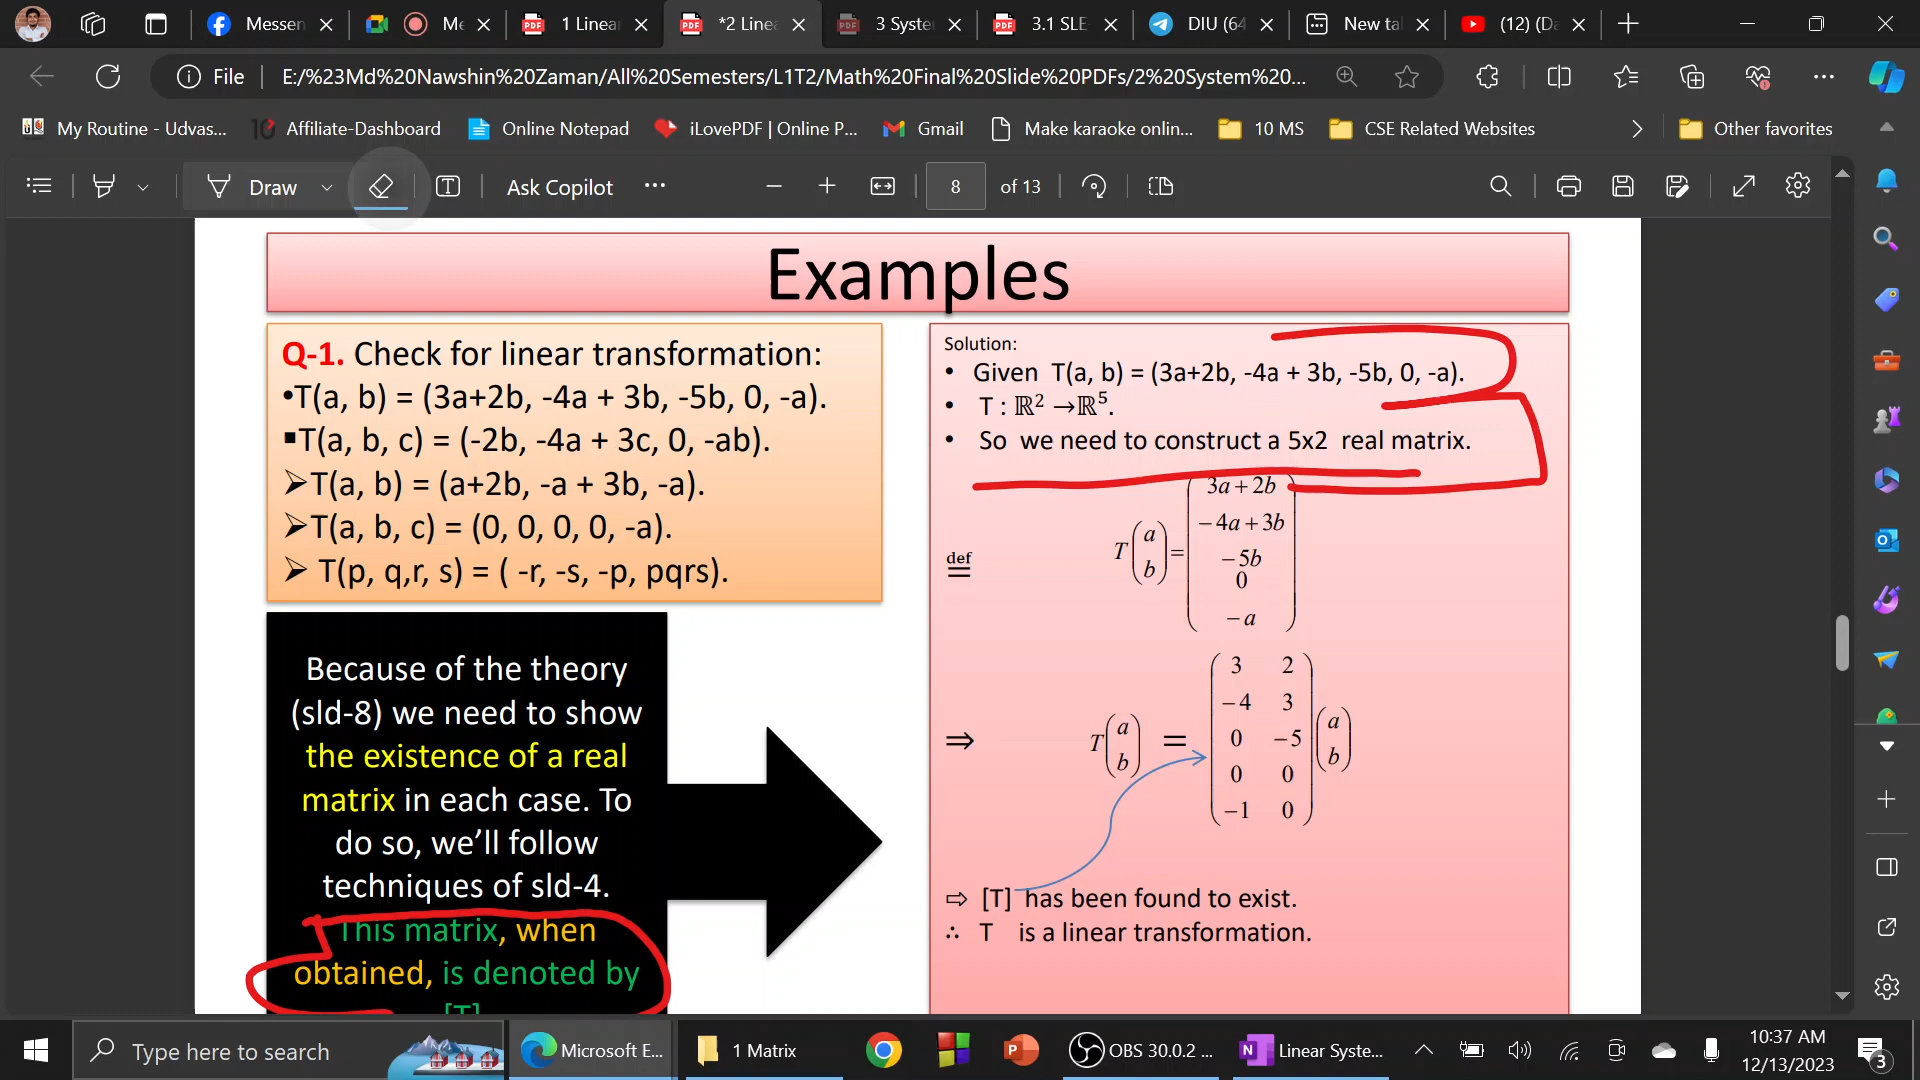 Messen
Me
1 Linea
*2 Linea
3 Syste
3.1 SLE
DIU (64
New tal
(12) (Da
File
E:/%23Md%20Nawshin%20Zaman/All%20Semesters/L1T2/Math%20Final%20Slide%20PDFs/2%20System%20...
My Routine - Udvas...
Affiliate-Dashboard
Online Notepad
iLovePDF | Online P...
Gmail
Make karaoke onlin...
10 MS
CSE Related Websites
Other favorites
Draw
Ask Copilot
8
of 13
Examples
Q-1. Check for linear transformation:
•T(a, b) = (3a+2b, -4a + 3b, -5b, 0, -a).
▪T(a, b, c) = (-2b, -4a + 3c, 0, -ab).
➢T(a, b) = (a+2b, -a + 3b, -a).
➢T(a, b, c) = (0, 0, 0, 0, -a).
➢ T(p, q,r, s) = ( -r, -s, -p, pqrs).
Because of the theory
(sld-8) we need to show
the existence of a real
matrix in each case. To
do so, we’ll follow
techniques of sld-4.
This matrix, when
obtained, is denoted by
[T]
Solution:
• Given T(a, b) = (3a+2b, -4a + 3b, -5b, 0, -a).
• T : ℝ² →ℝ⁵.
• So we need to construct a 5x2 real matrix.
3a + 2b
− 4a + 3b
def
=
T(a b) =
− 5b
0
− a
3 2
− 4 3
⇒ T(a b) = 0 − 5 (a b)
0 0
−1 0
⇨ [T] has been found to exist.
∴ T is a linear transformation.
Type here to search
Microsoft E...
1 Matrix
OBS 30.0.2 ...
Linear Syste...
10:37 AM
12/13/2023
3